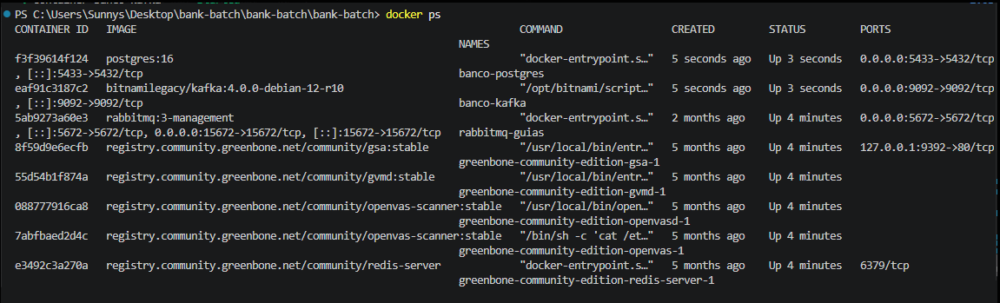 PS C:\Users\Sunnys\Desktop\bank-batch\bank-batch\bank-batch> docker ps
CONTAINER ID IMAGE COMMAND CREATED STATUS PORTS
NAMES
f3f39614f124 postgres:16 "docker-entrypoint.s…" 5 seconds ago Up 3 seconds 0.0.0.0:5433->5432/tcp
, [::]:5433->5432/tcp banco-postgres
eaf91c3187c2 bitnamilegacy/kafka:4.0.0-debian-12-r10 "/opt/bitnami/script…" 5 seconds ago Up 3 seconds 0.0.0.0:9092->9092/tcp
, [::]:9092->9092/tcp banco-kafka
5ab9273a60e3 rabbitmq:3-management "docker-entrypoint.s…" 2 months ago Up 4 minutes 0.0.0.0:5672->5672/tcp
, [::]:5672->5672/tcp, 0.0.0.0:15672->15672/tcp, [::]:15672->15672/tcp rabbitmq-guias
8f59d9e6ecfb registry.community.greenbone.net/community/gsa:stable "/usr/local/bin/entr…" 5 months ago Up 4 minutes 127.0.0.1:9392->80/tcp
greenbone-community-edition-gsa-1
55d54b1f874a registry.community.greenbone.net/community/gvmd:stable "/usr/local/bin/entr…" 5 months ago Up 4 minutes
greenbone-community-edition-gvmd-1
088777916ca8 registry.community.greenbone.net/community/openvas-scanner:stable "/usr/local/bin/open…" 5 months ago Up 4 minutes
greenbone-community-edition-openvasd-1
7abfbaed2d4c registry.community.greenbone.net/community/openvas-scanner:stable "/bin/sh -c 'cat /et…" 5 months ago Up 4 minutes
greenbone-community-edition-openvas-1
e3492c3a270a registry.community.greenbone.net/community/redis-server "docker-entrypoint.s…" 5 months ago Up 4 minutes 6379/tcp
greenbone-community-edition-redis-server-1